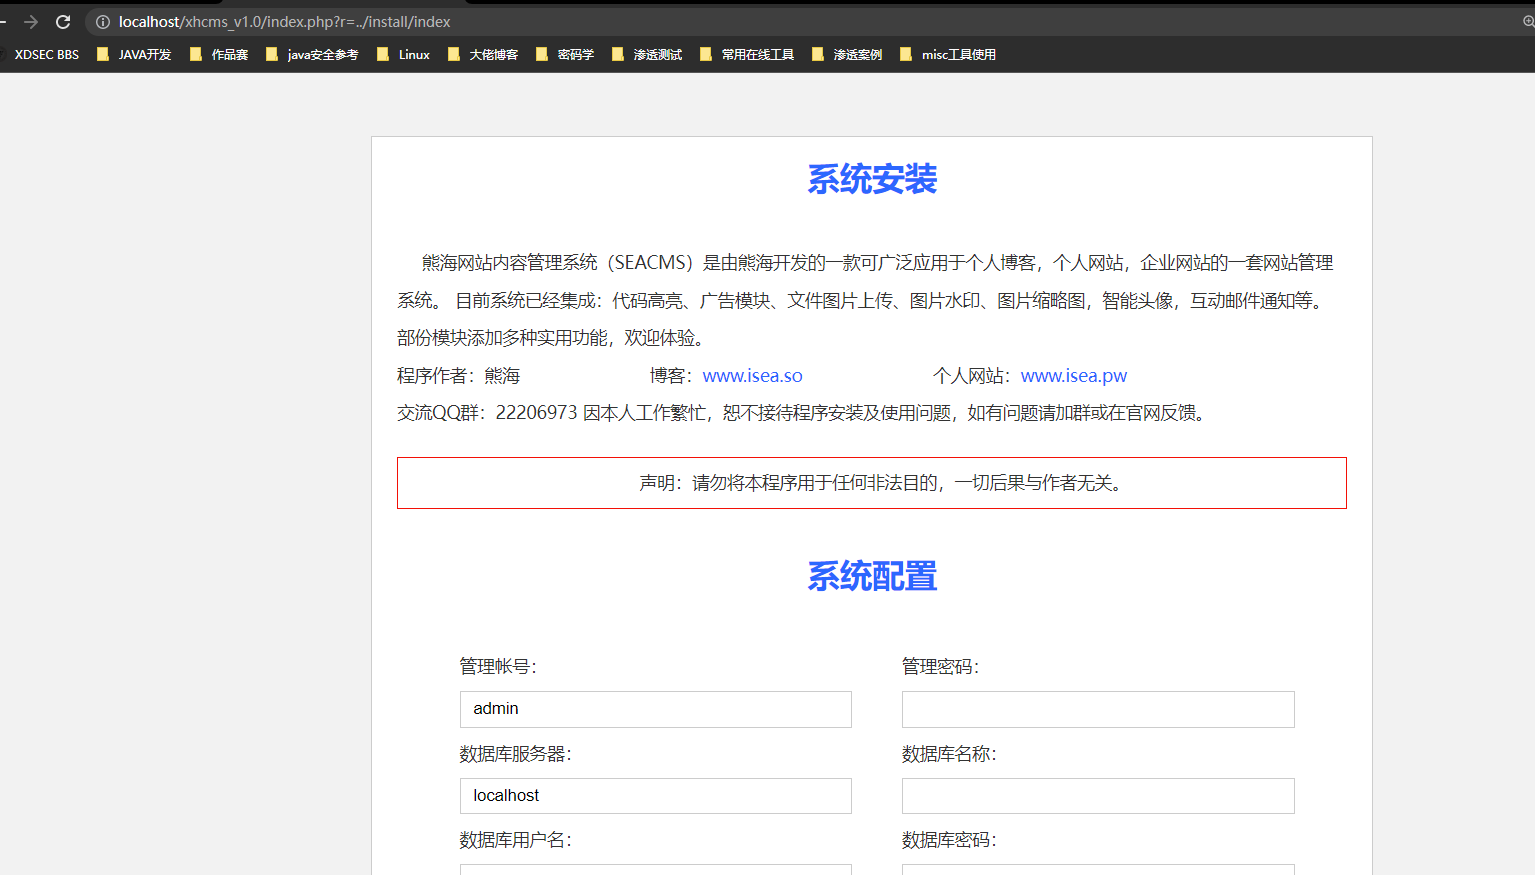 localhost/xhcms_v1.0/index.php?r=../install/index
XDSEC BBS JAVA开发 作品赛 java安全参考 Linux 大佬博客 密码学 渗透测试 常用在线工具 渗透案例 misc工具使用
系统安装
熊海网站内容管理系统（SEACMS）是由熊海开发的一款可广泛应用于个人博客，个人网站，企业网站的一套网站管理
系统。 目前系统已经集成：代码高亮、广告模块、文件图片上传、图片水印、图片缩略图，智能头像，互动邮件通知等。
部份模块添加多种实用功能，欢迎体验。
程序作者：熊海 博客：www.isea.so 个人网站：www.isea.pw
交流QQ群：22206973 因本人工作繁忙，恕不接待程序安装及使用问题，如有问题请加群或在官网反馈。
声明：请勿将本程序用于任何非法目的，一切后果与作者无关。
系统配置
管理帐号： 管理密码：
admin
数据库服务器： 数据库名称：
localhost
数据库用户名： 数据库密码：